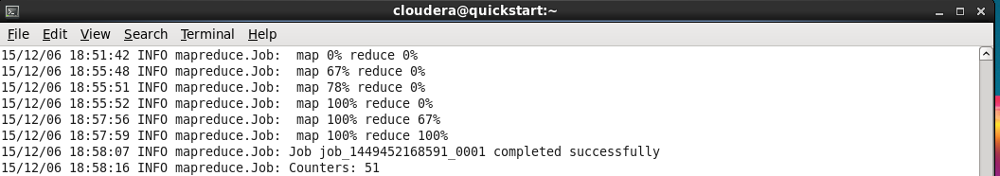 cloudera@quickstart:~
File Edit View Search Terminal Help
15/12/06 18:51:42 INFO mapreduce.Job:  map 0% reduce 0%
15/12/06 18:55:48 INFO mapreduce.Job:  map 67% reduce 0%
15/12/06 18:55:51 INFO mapreduce.Job:  map 78% reduce 0%
15/12/06 18:55:52 INFO mapreduce.Job:  map 100% reduce 0%
15/12/06 18:57:56 INFO mapreduce.Job:  map 100% reduce 67%
15/12/06 18:57:59 INFO mapreduce.Job:  map 100% reduce 100%
15/12/06 18:58:07 INFO mapreduce.Job: Job job_1449452168591_0001 completed successfully
15/12/06 18:58:16 INFO mapreduce.Job: Counters: 51